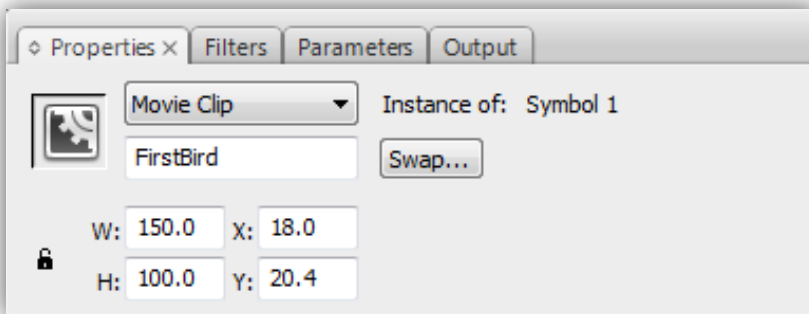 Properties × Filters Parameters Output
Movie Clip Instance of: Symbol 1
FirstBird Swap...
W: 150.0 X: 18.0
H: 100.0 Y: 20.4